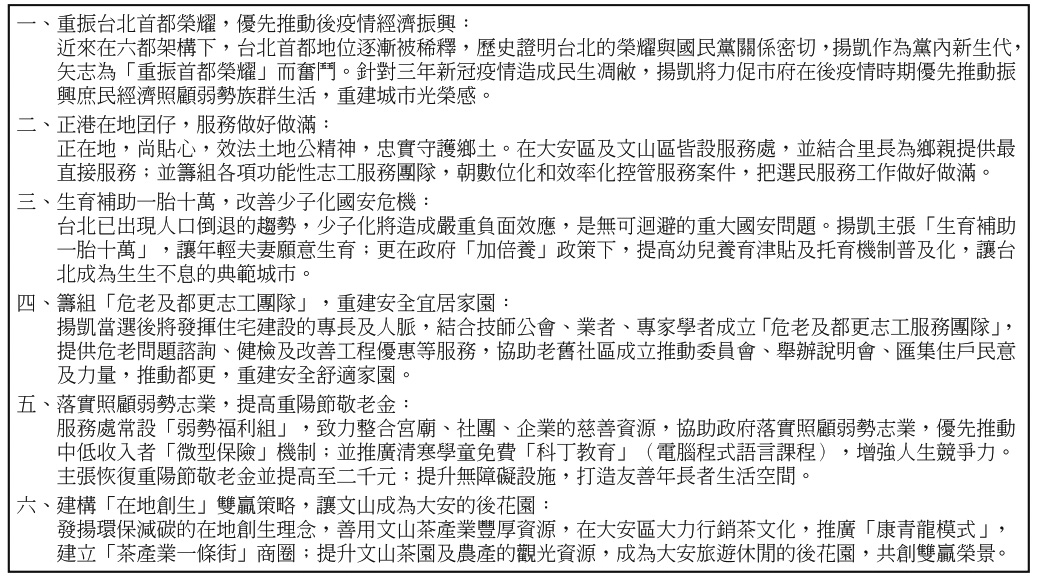 一、重振台北首都榮耀，優先推動後疫情經濟振興：
近來在六都架構下，台北首都地位逐漸被稀釋，歷史證明台北的榮耀與國民黨關係密切，揚凱作為黨內新生代，
矢志為「重振首都榮耀」而奮鬥。針對三年新冠疫情造成民生凋敝，揚凱將力促市府在後疫情時期優先推動振
興庶民經濟照顧弱勢族群生活，重建城市光榮感。
二、正港在地囝仔，服務做好做滿：
正在地，尚貼心，效法土地公精神，忠實守護鄉土。在大安區及文山區皆設服務處，並結合里長為鄉親提供最
直接服務；並籌組各項功能性志工服務團隊，朝數位化和效率化控管服務案件，把選民服務工作做好做滿。
三、生育補助一胎十萬，改善少子化國安危機：
台北已出現人口倒退的趨勢，少子化將造成嚴重負面效應，是無可迴避的重大國安問題。揚凱主張「生育補助
一胎十萬」，讓年輕夫妻願意生育；更在政府「加倍養」政策下，提高幼兒養育津貼及托育機制普及化，讓台
北成為生生不息的典範城市。
四、籌組「危老及都更志工團隊」，重建安全宜居家園：
揚凱當選後將發揮住宅建設的專長及人脈，結合技師公會、業者、專家學者成立「危老及都更志工服務團隊」，
提供危老問題諮詢、健檢及改善工程優惠等服務，協助老舊社區成立推動委員會、舉辦說明會、匯集住戶民意
及力量，推動都更，重建安全舒適家園。
五、落實照顧弱勢志業，提高重陽節敬老金：
服務處常設「弱勢福利組」，致力整合宮廟、社團、企業的慈善資源，協助政府落實照顧弱勢志業，優先推動
中低收入者「微型保險」機制；並推廣清寒學童免費「科丁教育」（電腦程式語言課程），增強人生競爭力。
主張恢復重陽節敬老金並提高至二千元；提升無障礙設施，打造友善年長者生活空間。
六、建構「在地創生」雙贏策略，讓文山成為大安的後花園：
發揚環保減碳的在地創生理念，善用文山茶產業豐厚資源，在大安區大力行銷茶文化，推廣「康青龍模式」，
建立「茶產業一條街」商圈；提升文山茶園及農產的觀光資源，成為大安旅遊休閒的後花園，共創雙贏榮景。